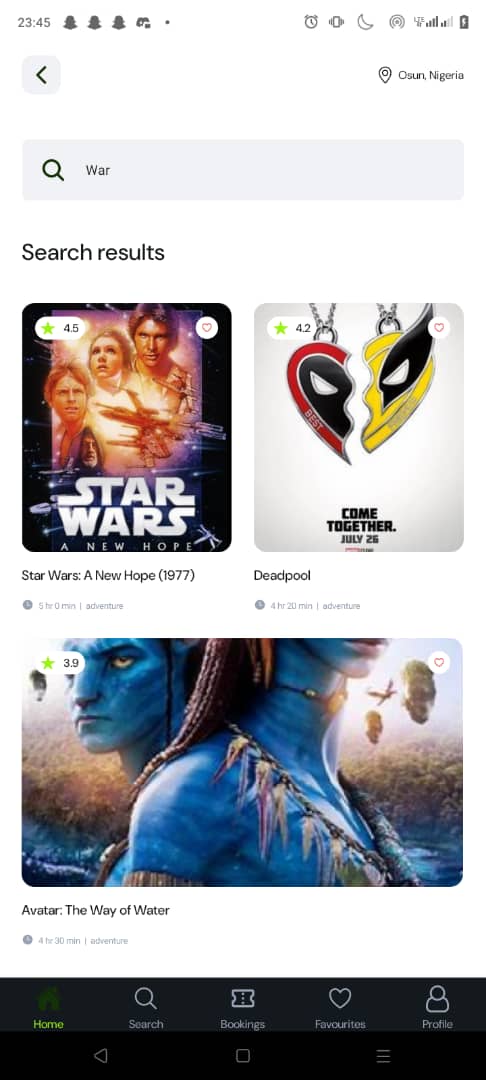 23:45
LTE
Osun, Nigeria
War
Search results
4.5
STAR
WARS
A NEW HOPE
4.2
BEST
COME
TOGETHER.
JULY 26
Star Wars: A New Hope (1977)
Deadpool
5 hr 0 min | adventure
4 hr 20 min | adventure
3.9
Avatar: The Way of Water
4 hr 30 min | adventure
Home
Search
Bookings
Favourites
Profile